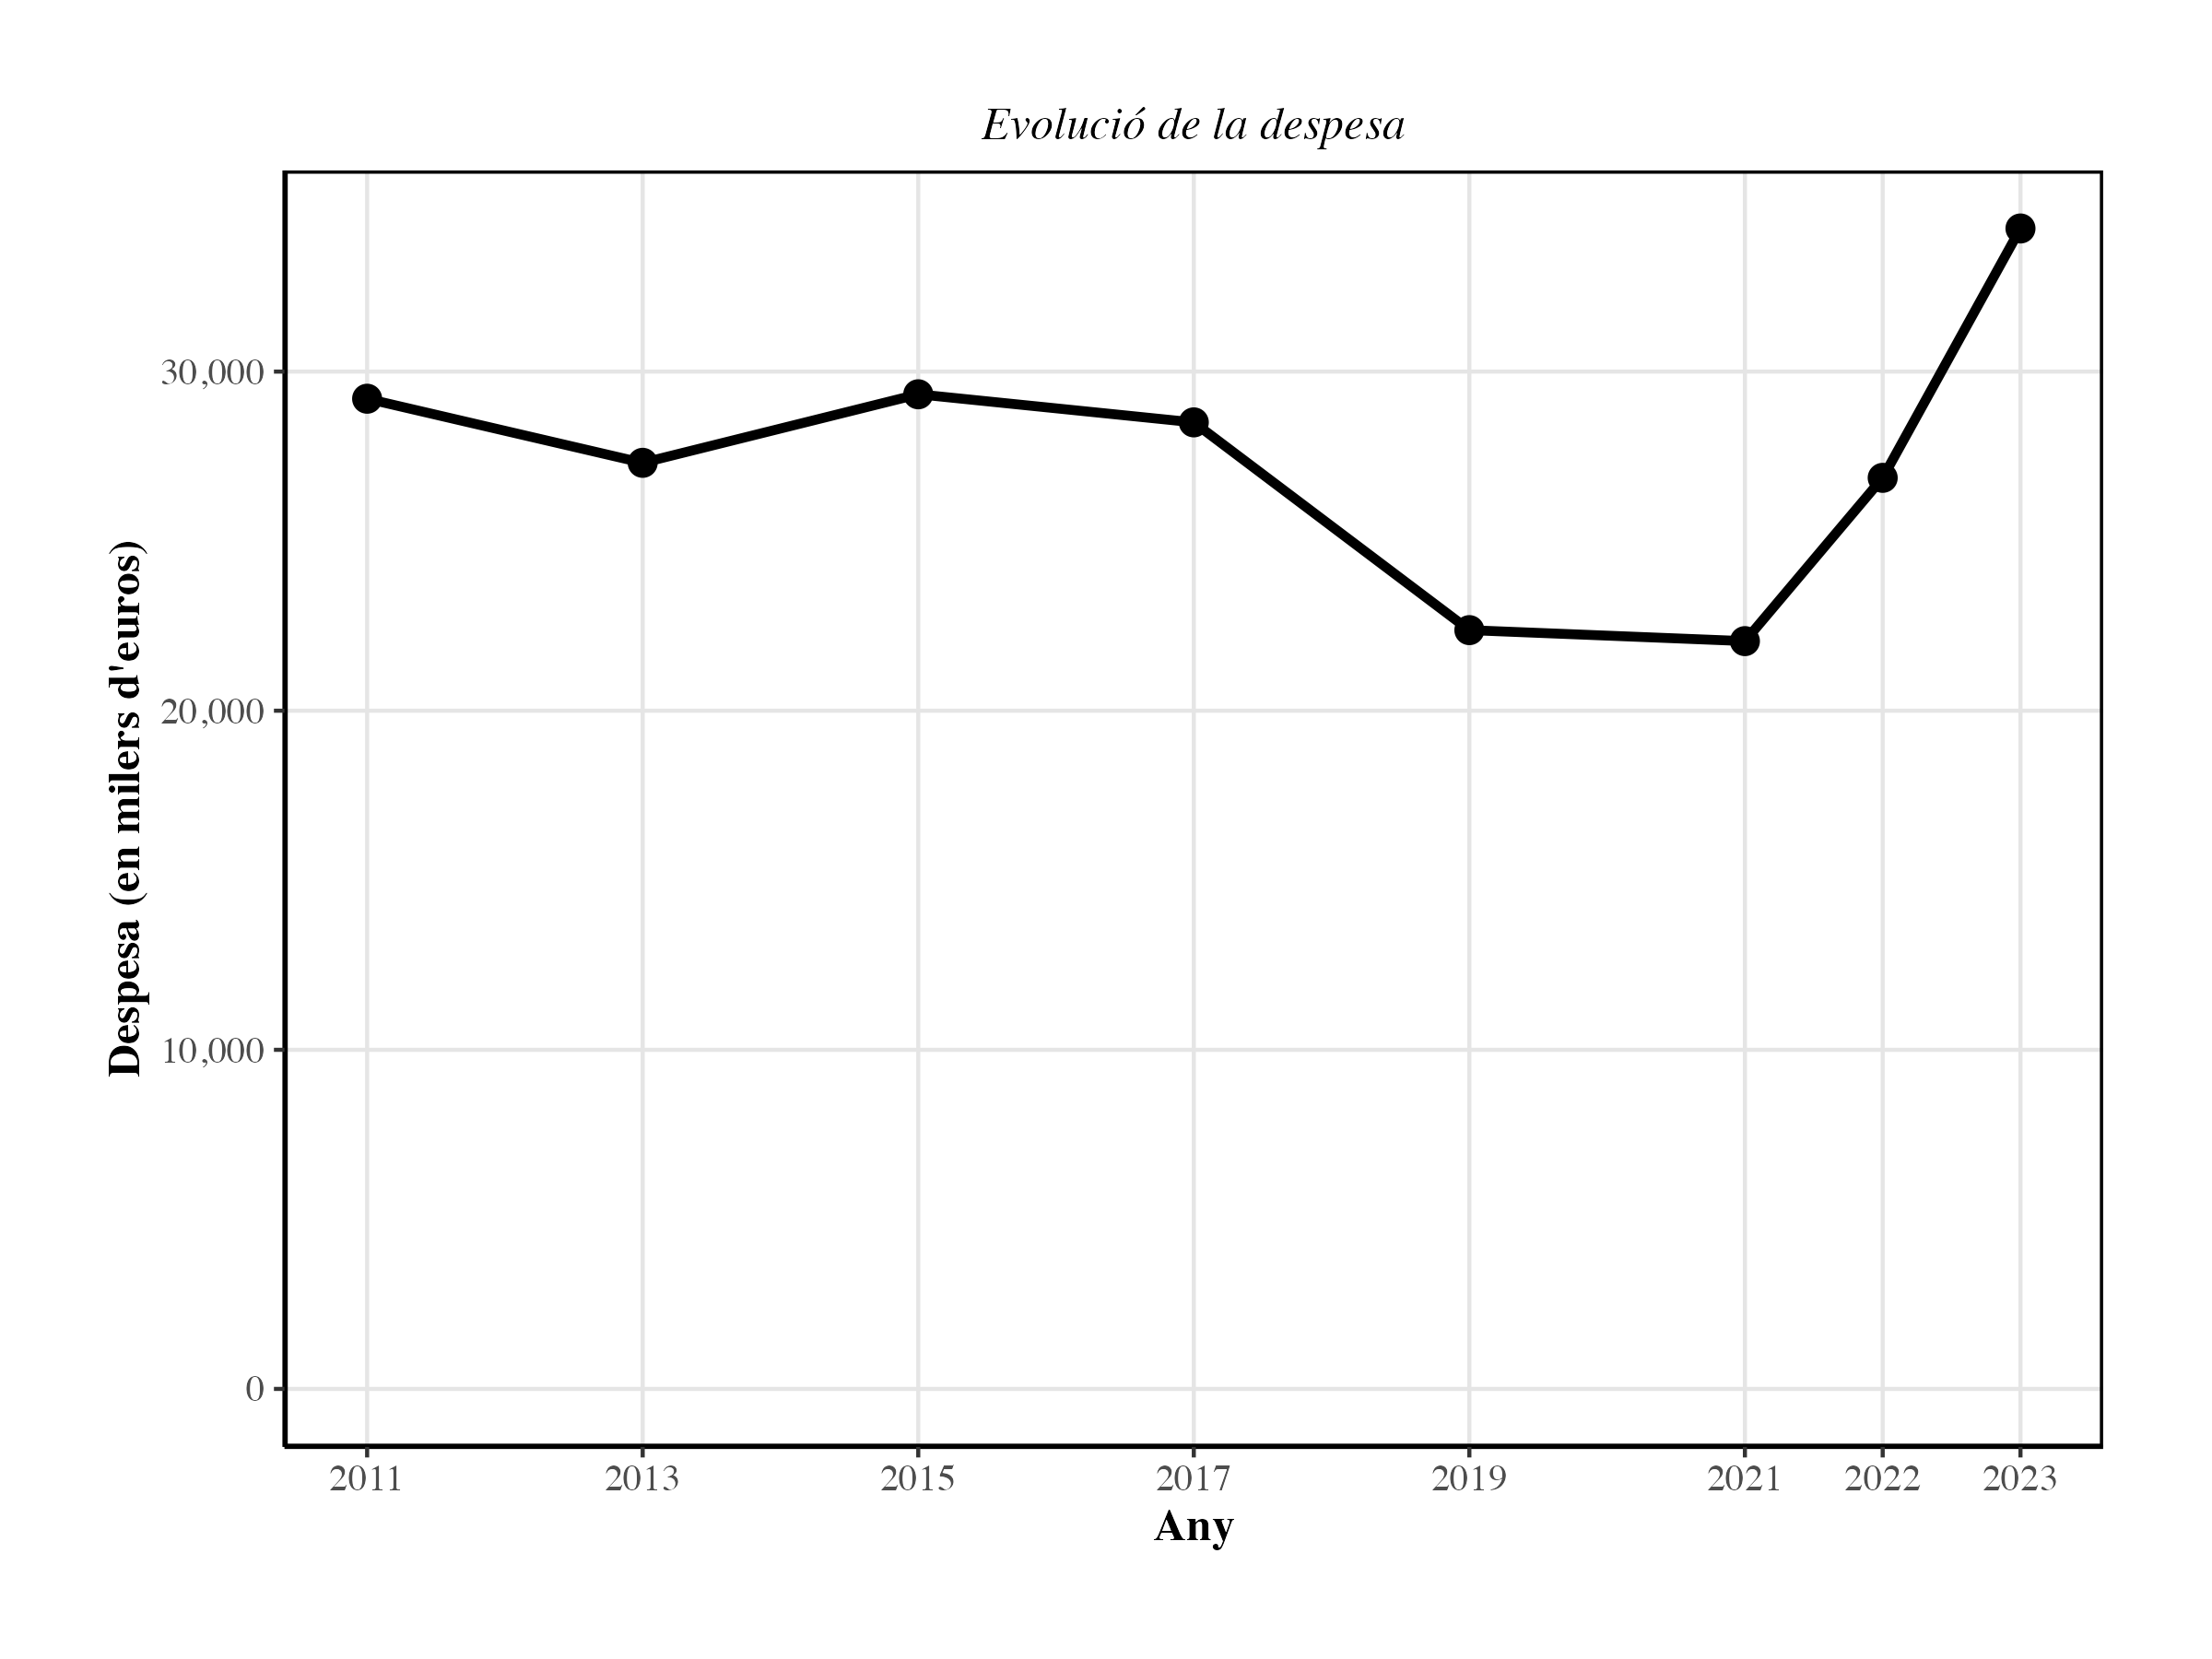 Evolució de la despesa
Despesa (en milers d'euros)
30,000
20,000
10,000
0
2011 2013 2015 2017 2019 2021 2022 2023
Any